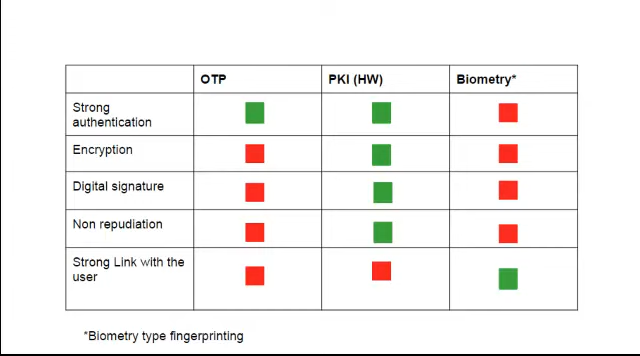 OTP PKI (HW) Biometry*
Strong
authentication
Encryption
Digital signature
Non repudiation
Strong Link with the
user
*Biometry type fingerprinting